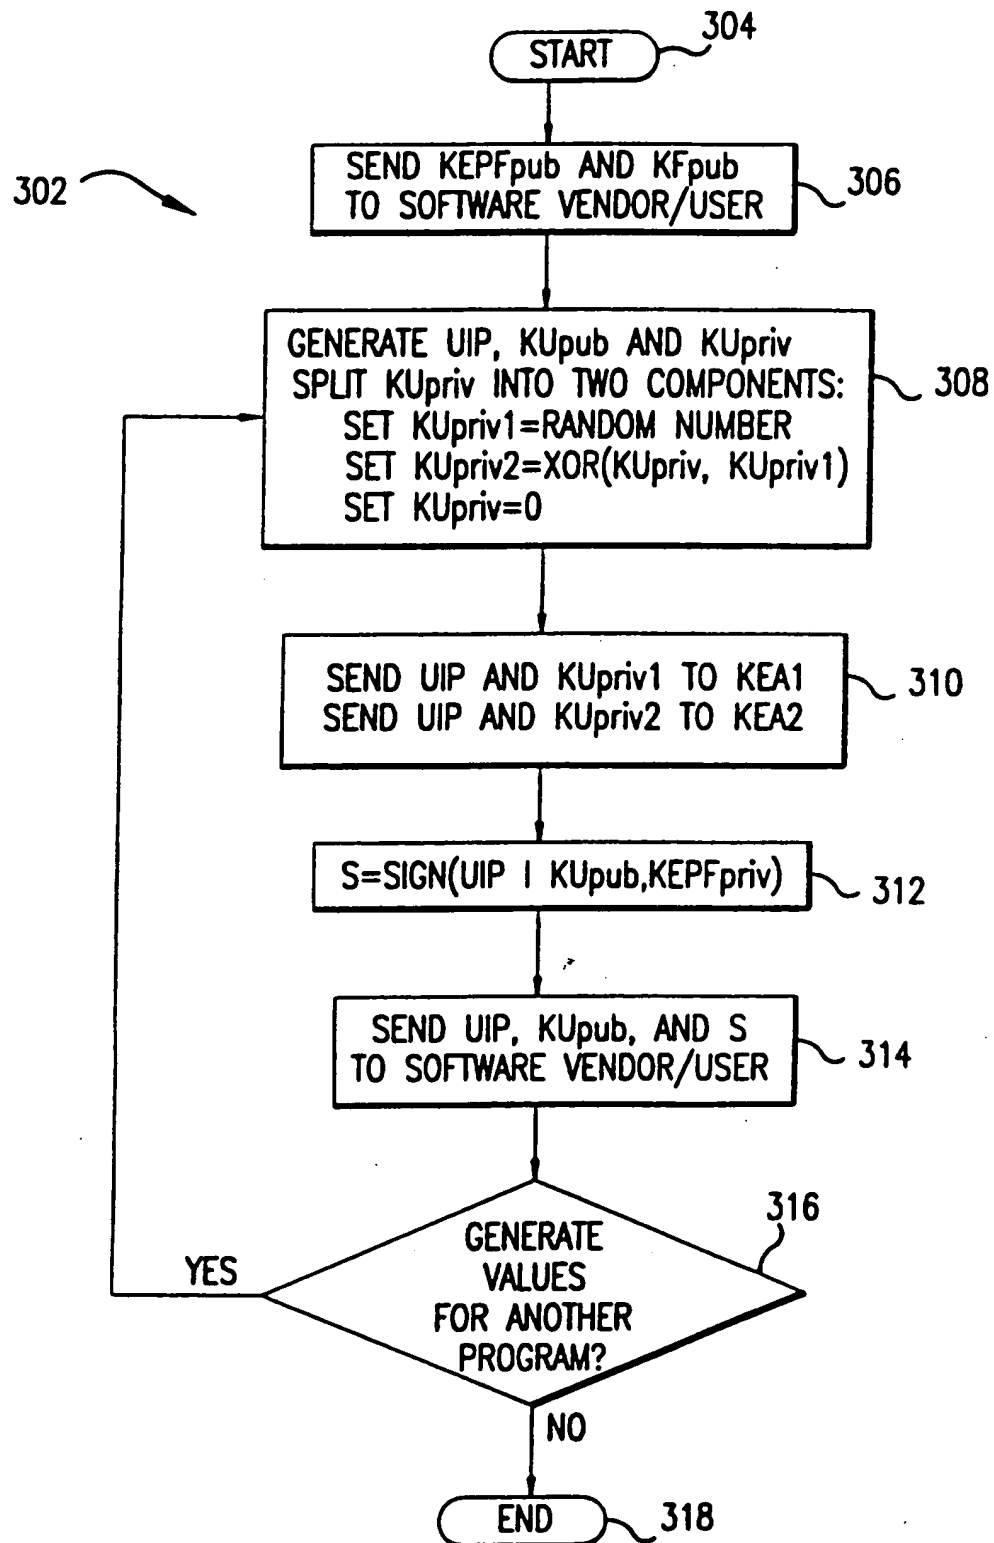 304
START
302
SEND KEPFpub AND KFpub
TO SOFTWARE VENDOR/USER
306
GENERATE UIP, KUpub AND KUpriv
SPLIT KUpriv INTO TWO COMPONENTS:
SET KUpriv1=RANDOM NUMBER
SET KUpriv2=XOR(KUpriv, KUpriv1)
SET KUpriv=0
308
SEND UIP AND KUpriv1 TO KEA1
SEND UIP AND KUpriv2 TO KEA2
310
S=SIGN(UIP | KUpub,KEPFpriv)
312
SEND UIP, KUpub, AND S
TO SOFTWARE VENDOR/USER
314
316
GENERATE
VALUES
FOR ANOTHER
PROGRAM?
YES
NO
END
318